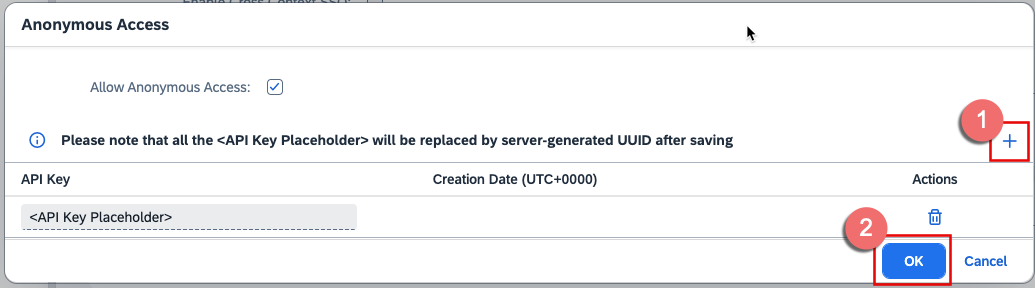 Anonymous Access
Allow Anonymous Access:
1
Please note that all the <API Key Placeholder> will be replaced by server-generated UUID after saving
API Key Creation Date (UTC+0000) Actions
<API Key Placeholder>
2
OK Cancel